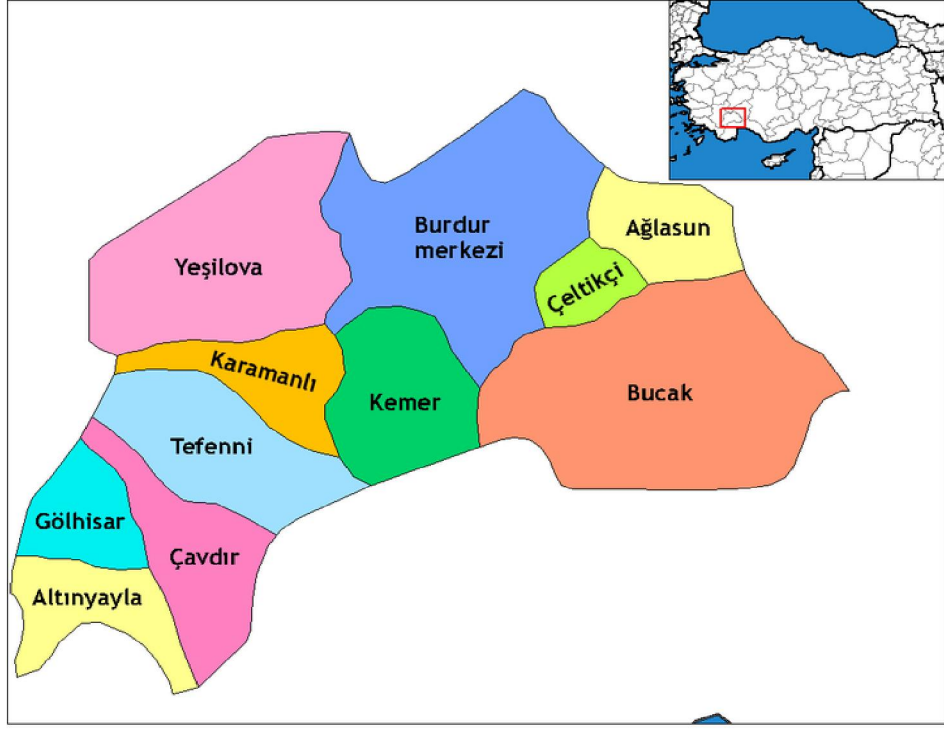 Burdur
merkezi
Ağlasun
Yeşilova
Çeltikçi
Karamanlı
Kemer
Bucak
Tefenni
Gölhisar
Çavdır
Altınyayla